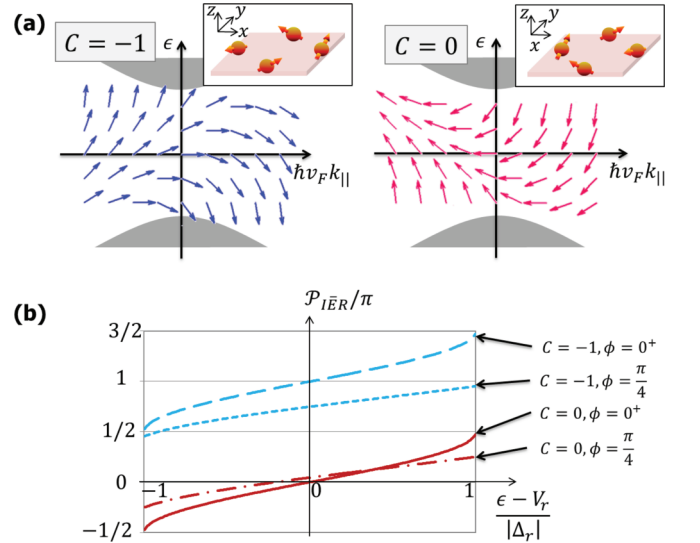 (a)
C = −1
ϵ
z y
x
C = 0
ϵ
z y
x
ħv_F k_||
ħv_F k_||
(b)
𝒫_{IĒR}/π
3/2
1
1/2
0
−1/2
−1
0
1
C = −1, ϕ = 0⁺
C = −1, ϕ = π/4
C = 0, ϕ = 0⁺
C = 0, ϕ = π/4
ϵ − V_r
|Δ_r|